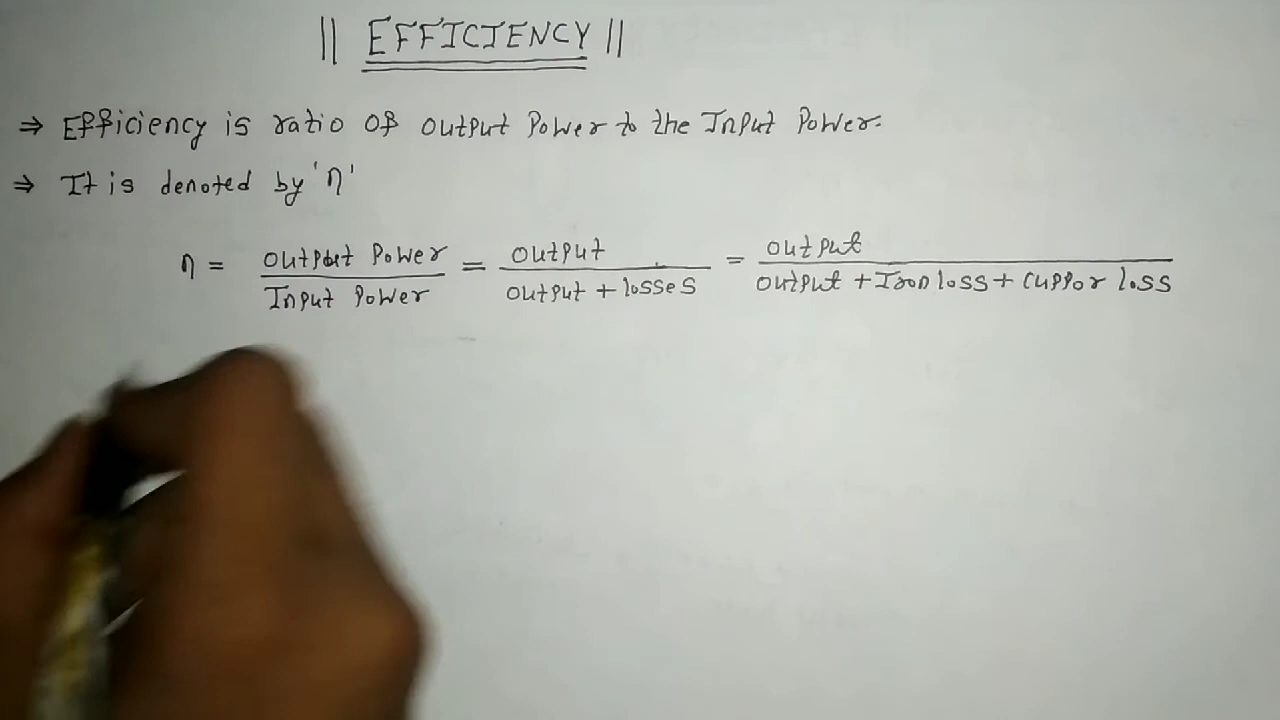 || EFFICIENCY ||
⇒ Efficiency is ratio of output Power to the Input Power.
⇒ It is denoted by 'η'
η = Output Power / Input Power = output / output + losses = output / output + Iron loss + Cuppor loss